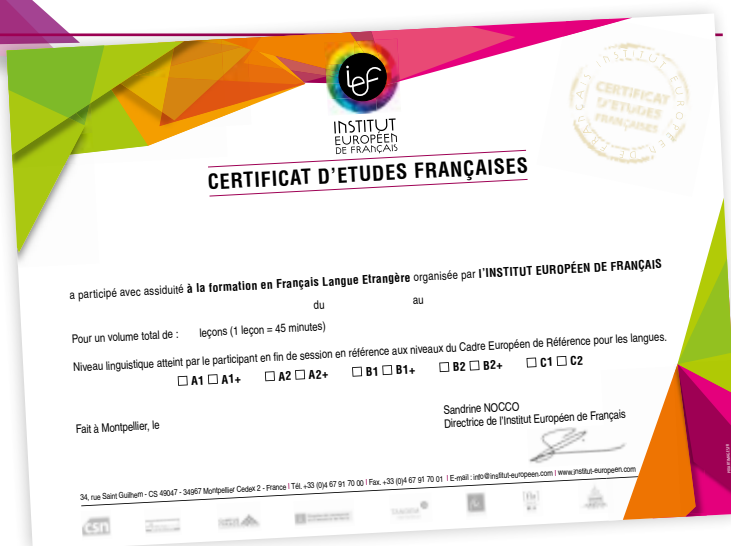 ief
INSTITUT
EUROPÉEN
DE FRANÇAIS
INSTITUT EUROPÉEN DE FRANÇAIS
CERTIFICAT
D'ETUDES
FRANÇAISES
CERTIFICAT D'ETUDES FRANÇAISES
a participé avec assiduité à la formation en Français Langue Etrangère organisée par l'INSTITUT EUROPÉEN DE FRANÇAIS
du au
Pour un volume total de : leçons (1 leçon = 45 minutes)
Niveau linguistique atteint par le participant en fin de session en référence aux niveaux du Cadre Européen de Référence pour les langues.
A1 A1+ A2 A2+ B1 B1+ B2 B2+ C1 C2
Fait à Montpellier, le
Sandrine NOCCO
Directrice de l'Institut Européen de Français
34, rue Saint Guilhem - CS 49047 - 34967 Montpellier Cedex 2 - France I Tél. +33 (0)4 67 91 70 00 I Fax. +33 (0)4 67 91 70 01 I E-mail : info@institut-europeen.com I www.institut-europeen.com
csn